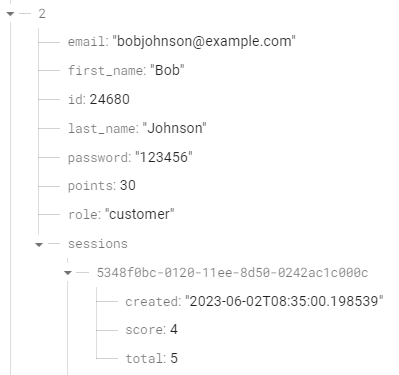 2
email: "bobjohnson@example.com"
first_name: "Bob"
id: 24680
last_name: "Johnson"
password: "123456"
points: 30
role: "customer"
sessions
5348f0bc-0120-11ee-8d50-0242ac1c000c
created: "2023-06-02T08:35:00.198539"
score: 4
total: 5